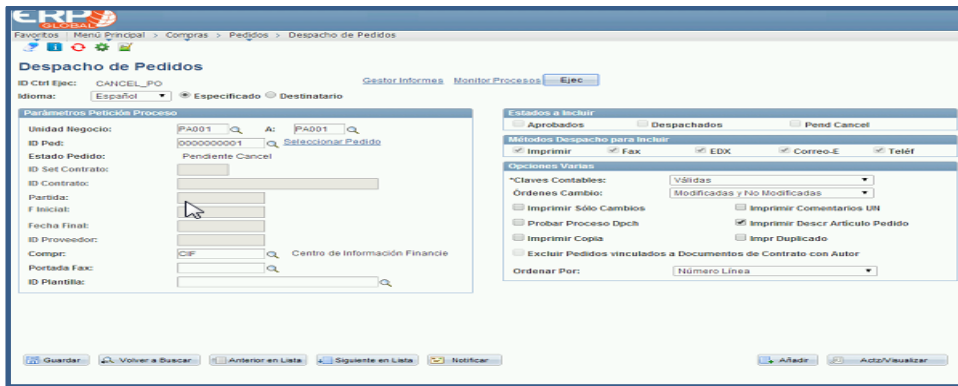 ERP
GLOBAL
Favoritos | Menú Principal > Compras > Pedidos > Despacho de Pedidos
Despacho de Pedidos
ID Ctrl Ejec: CANCEL_PO
Gestor Informes Monitor Procesos Ejec
Idioma: Español Especificado Destinatario
Parámetros Petición Proceso
Unidad Negocio: PA001 A: PA001
ID Ped: 0000000001 Seleccionar Pedido
Estado Pedido: Pendiente Cancel
ID Set Contrato:
ID Contrato:
Partida:
F Inicial:
Fecha Final:
ID Proveedor:
Compr: CIF Centro de Información Financie
Portada Fax:
ID Plantilla:
Estados a Incluir
Aprobados Despachados Pend Cancel
Métodos Despacho para Incluir
Imprimir Fax EDX Correo-E Teléf
Opciones Varias
*Claves Contables: Válidas
Órdenes Cambio: Modificadas y No Modificadas
Imprimir Sólo Cambios Imprimir Comentarios UN
Probar Proceso Dpch Imprimir Descr Artículo Pedido
Imprimir Copia Impr Duplicado
Excluir Pedidos vinculados a Documentos de Contrato con Autor
Ordenar Por: Número Línea
Guardar Volver a Buscar Anterior en Lista Siguiente en Lista Notificar Añadir Actz/Visualizar